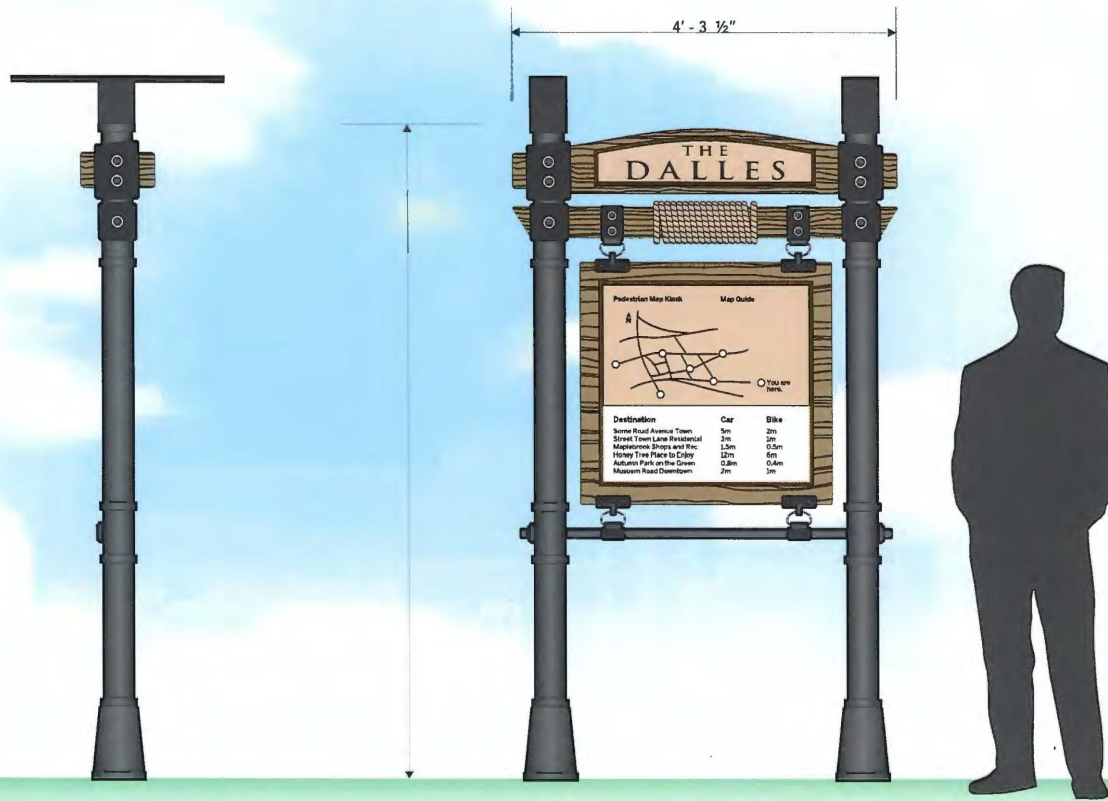 4' - 3 ½"
THE
DALLES
Pedestrian Map Kiosk Map Guide
N
You are
here.
Destination Car Bike
Some Road Avenue Town 5m 2m
Street Town Lane Residental 3m 1m
Maplebrook Shops and Rec 1.5m 0.5m
Honey Tree Place to Enjoy 12m 6m
Autumn Park on the Green 0.8m 0.4m
Musuem Road Downtown 2m 1m